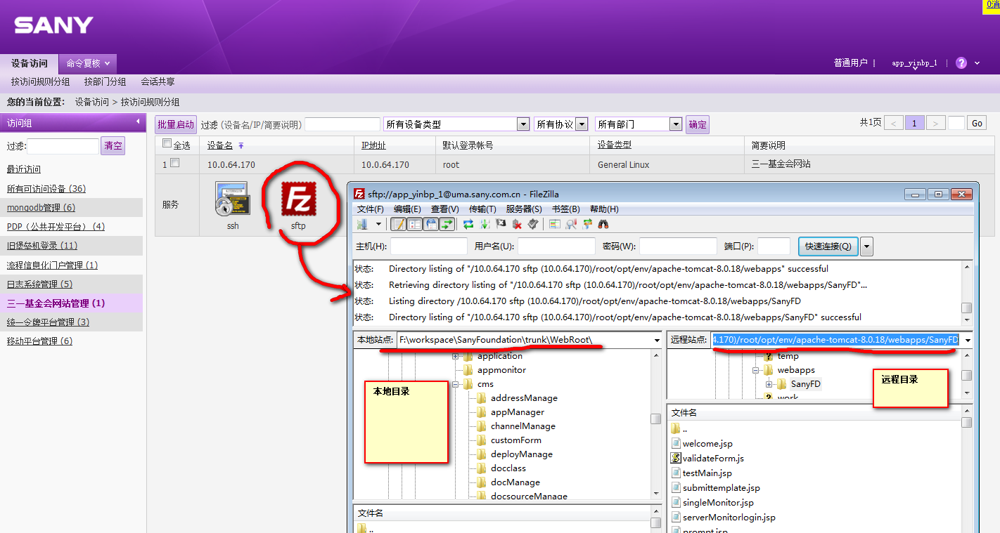 0消
SANY
设备访问 命令复核
普通用户 | app_yinbp_1 | ?
按访问规则分组 按部门分组 会话共享
您的当前位置: 设备访问 > 按访问规则分组
访问组
过滤: 清空
最近访问
所有可访问设备 (36)
mongodb管理 (6)
PDP（公共开发平台） (4)
旧堡垒机登录 (11)
流程信息化门户管理 (1)
日志系统管理 (5)
三一基金会网站管理 (1)
统一令牌平台管理 (3)
移动平台管理 (6)
批量启动 过滤 (设备名/IP/简要说明) 所有设备类型 所有协议 所有部门 确定
共1页 < 1 > Go
全选 设备名 IP地址 默认登录帐号 设备类型 简要说明
1 10.0.64.170 10.0.64.170 root General Linux 三一基金会网站
服务 ssh sftp
Fz
sftp://app_yinbp_1@uma.sany.com.cn - FileZilla
文件(F) 编辑(E) 查看(V) 传输(T) 服务器(S) 书签(B) 帮助(H)
主机(H): 用户名(U): 密码(W): 端口(P): 快速连接(Q)
状态: Directory listing of "/10.0.64.170 sftp (10.0.64.170)/root/opt/env/apache-tomcat-8.0.18/webapps" successful
状态: Retrieving directory listing of "/10.0.64.170 sftp (10.0.64.170)/root/opt/env/apache-tomcat-8.0.18/webapps/SanyFD"...
状态: Listing directory /10.0.64.170 sftp (10.0.64.170)/root/opt/env/apache-tomcat-8.0.18/webapps/SanyFD
状态: Directory listing of "/10.0.64.170 sftp (10.0.64.170)/root/opt/env/apache-tomcat-8.0.18/webapps/SanyFD" successful
本地站点: F:\workspace\SanyFoundation\trunk\WebRoot\
application
appmonitor
cms
addressManage
appManager
channelManage
customForm
deployManage
docclass
docManage
docsourceManage
本地目录
文件名
..
远程站点: 4.170)/root/opt/env/apache-tomcat-8.0.18/webapps/SanyFD
temp
webapps
SanyFD
work
远程目录
文件名
..
welcome.jsp
validateForm.js
testMain.jsp
submittemplate.jsp
singleMonitor.jsp
serverMonitorlogin.jsp
prompt.jsp